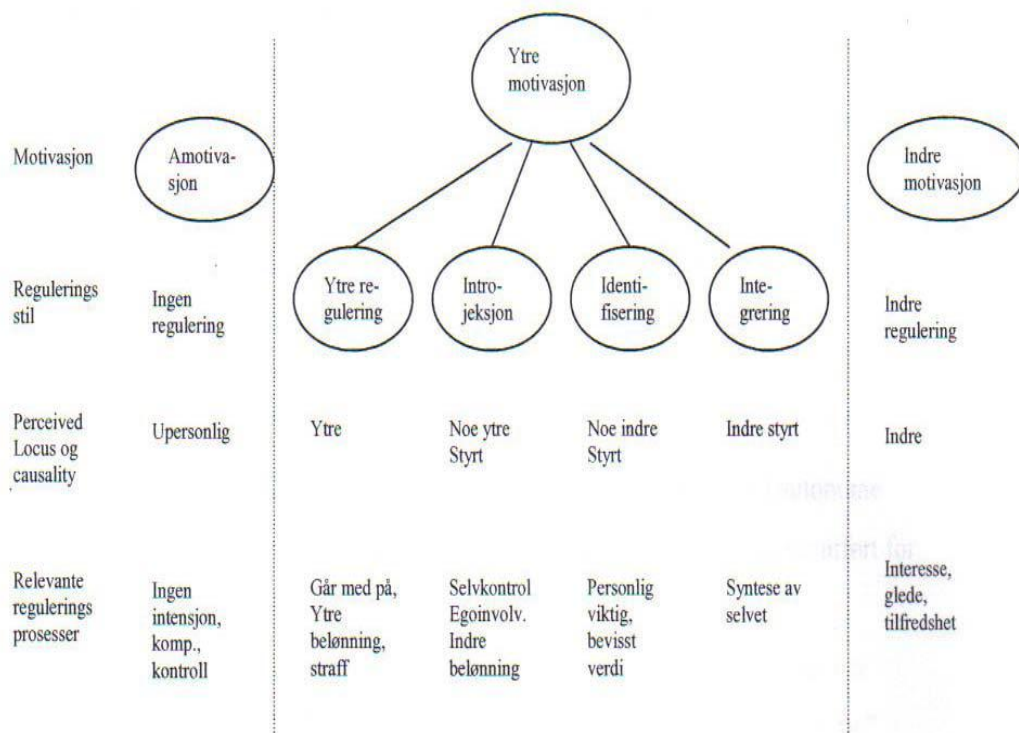 Ytre
motivasjon
Motivasjon
Amotiva-
sjon
Indre
motivasjon
Regulerings
stil
Ingen
regulering
Ytre re-
gulering
Intro-
jeksjon
Identi-
fisering
Inte-
grering
Indre
regulering
Perceived
Locus og
causality
Upersonlig
Ytre
Noe ytre
Styrt
Noe indre
Styrt
Indre styrt
Indre
Relevante
regulerings
prosesser
Ingen
intensjon,
komp.,
kontroll
Går med på,
Ytre
belønning,
straff
Selvkontrol
Egoinvolv.
Indre
belønning
Personlig
viktig,
bevisst
verdi
Syntese av
selvet
Interesse,
glede,
tilfredshet